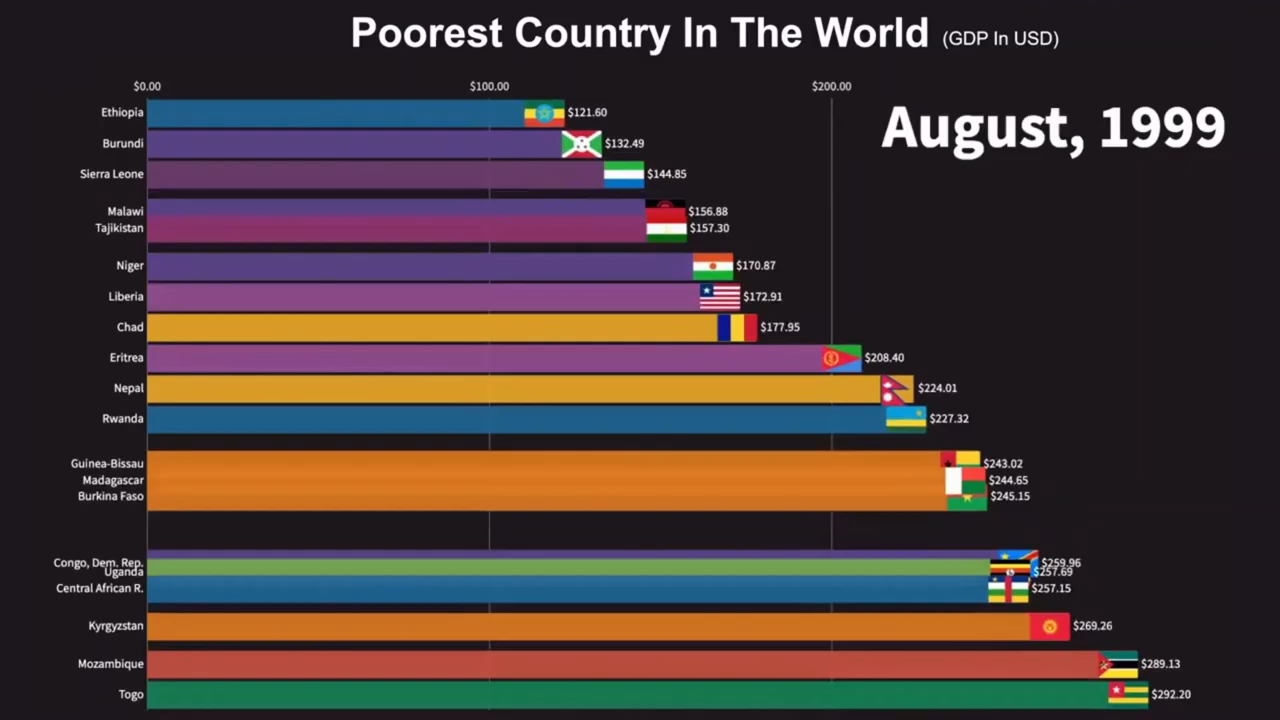 Poorest Country In The World (GDP In USD)
$0.00 $100.00 $200.00
August, 1999
Ethiopia $121.60
Burundi $132.49
Sierra Leone $144.85
Malawi $156.88
Tajikistan $157.30
Niger $170.87
Liberia $172.91
Chad $177.95
Eritrea $208.40
Nepal $224.01
Rwanda $227.32
Guinea-Bissau $243.02
Madagascar $244.65
Burkina Faso $245.15
Congo, Dem. Rep. $259.96
Uganda $257.69
Central African R. $257.15
Kyrgyzstan $269.26
Mozambique $289.13
Togo $292.20